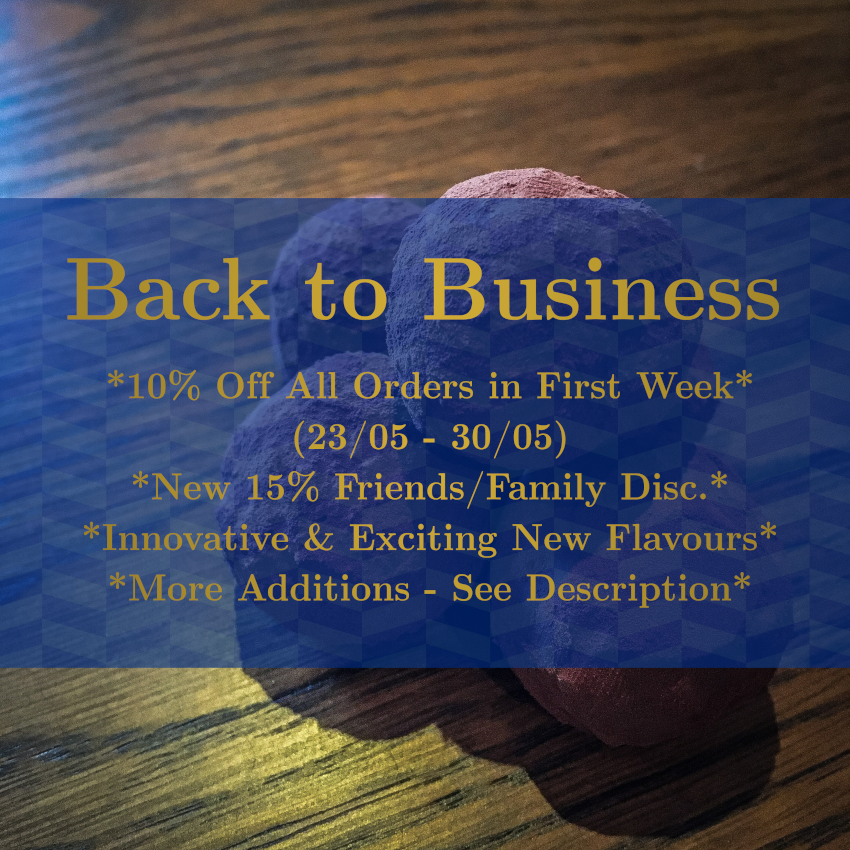 Back to Business
*10% Off All Orders in First Week*
(23/05 - 30/05)
*New 15% Friends/Family Disc.*
*Innovative & Exciting New Flavours*
*More Additions - See Description*